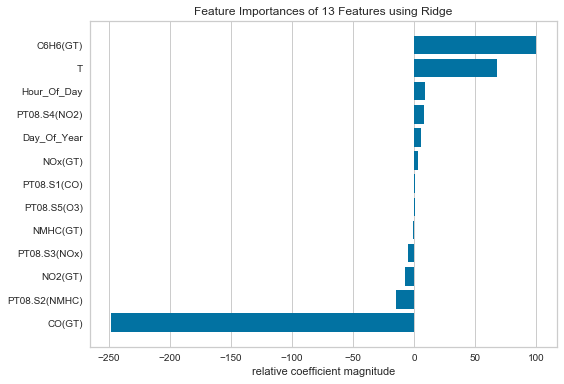 Feature Importances of 13 Features using Ridge
C6H6(GT)
T
Hour_Of_Day
PT08.S4(NO2)
Day_Of_Year
NOx(GT)
PT08.S1(CO)
PT08.S5(O3)
NMHC(GT)
PT08.S3(NOx)
NO2(GT)
PT08.S2(NMHC)
CO(GT)
−250 −200 −150 −100 −50 0 50 100
relative coefficient magnitude